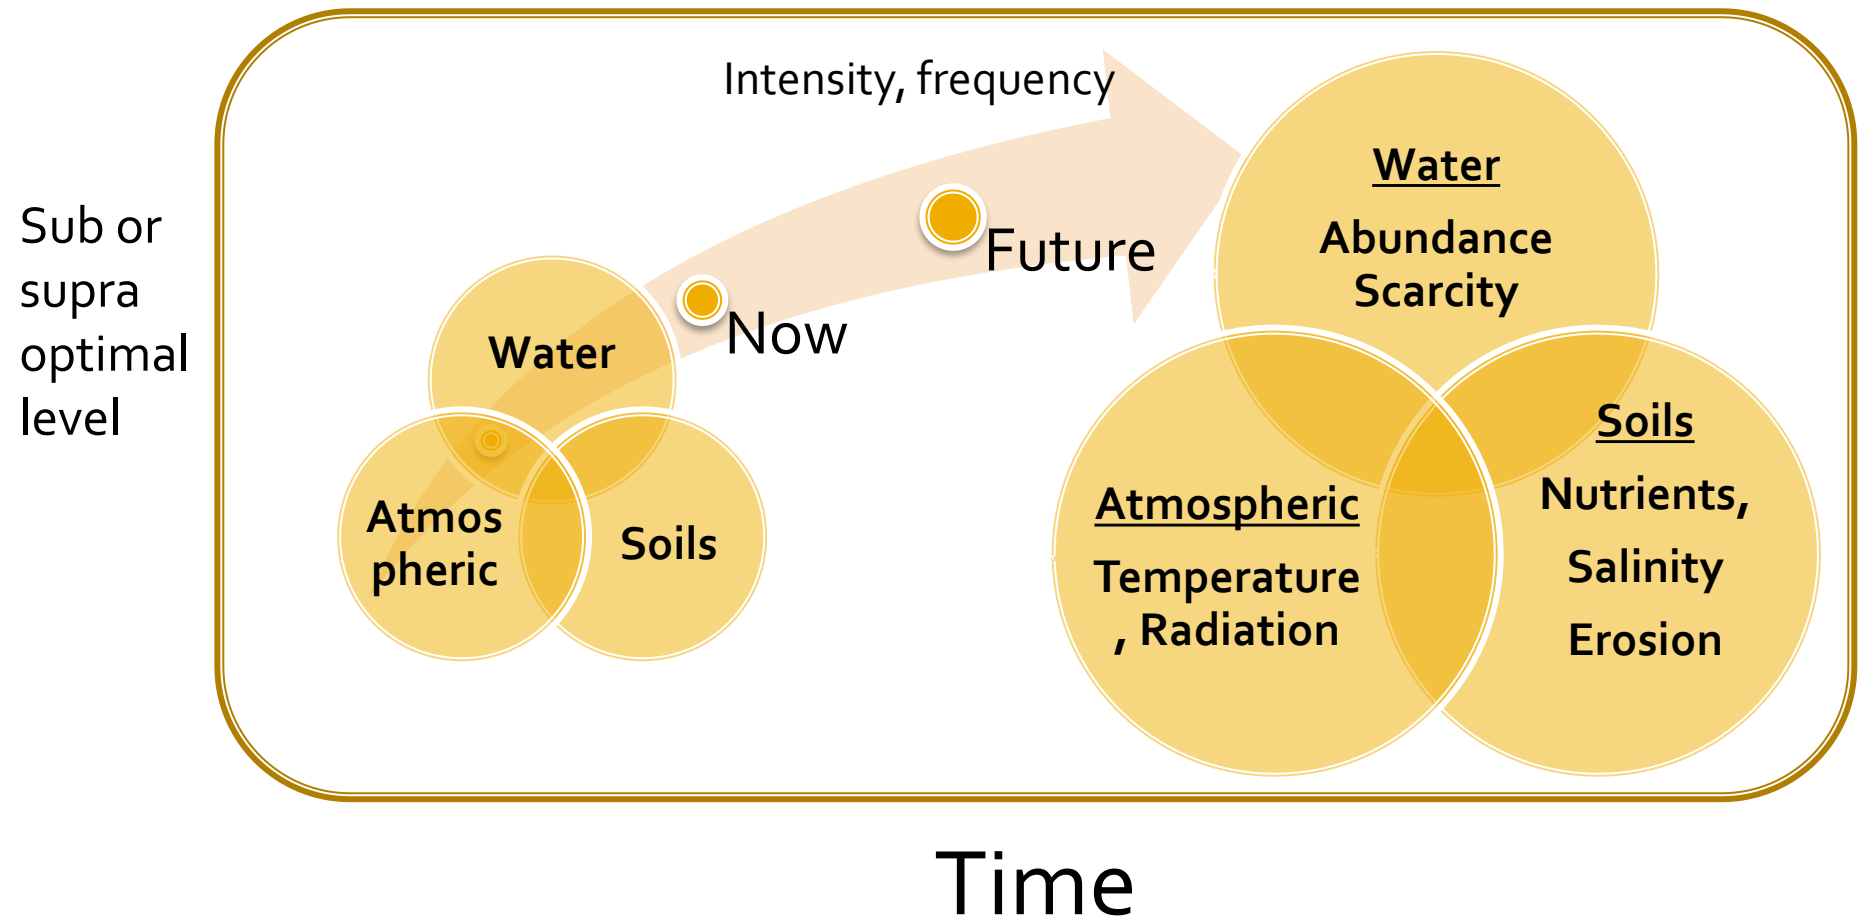 Intensity, frequency
Sub or
supra
optimal
level
Water
Atmos
pheric
Soils
Now
Future
Water
Abundance
Scarcity
Atmospheric
Temperature
, Radiation
Soils
Nutrients,
Salinity
Erosion
Time